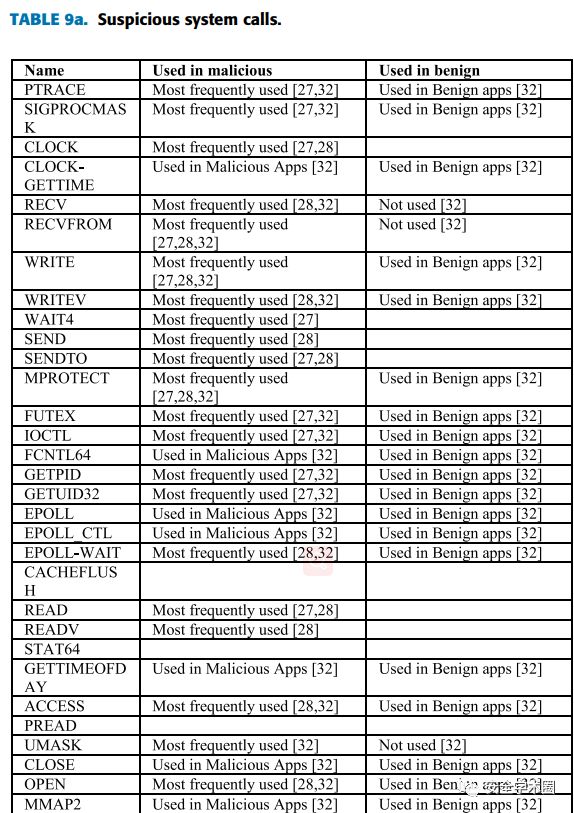 TABLE 9a. Suspicious system calls.
Name Used in malicious Used in benign
PTRACE Most frequently used [27,32] Used in Benign apps [32]
SIGPROCMAS Most frequently used [27,32] Used in Benign apps [32]
K
CLOCK Most frequently used [27,28]
CLOCK- Used in Malicious Apps [32] Used in Benign apps [32]
GETTIME
RECV Most frequently used [28,32] Not used [32]
RECVFROM Most frequently used Not used [32]
[27,28,32]
WRITE Most frequently used Used in Benign apps [32]
[27,28,32]
WRITEV Most frequently used [28,32] Used in Benign apps [32]
WAIT4 Most frequently used [27]
SEND Most frequently used [28]
SENDTO Most frequently used [27,28]
MPROTECT Most frequently used Used in Benign apps [32]
[27,28,32]
FUTEX Most frequently used [27,32] Used in Benign apps [32]
IOCTL Most frequently used [27,32] Used in Benign apps [32]
FCNTL64 Used in Malicious Apps [32] Used in Benign apps [32]
GETPID Most frequently used [27,32] Used in Benign apps [32]
GETUID32 Most frequently used [27,32] Used in Benign apps [32]
EPOLL Used in Malicious Apps [32] Used in Benign apps [32]
EPOLL_CTL Used in Malicious Apps [32] Used in Benign apps [32]
EPOLL-WAIT Most frequently used [28,32] Used in Benign apps [32]
CACHEFLUS
H
READ Most frequently used [27,28]
READV Most frequently used [28]
STAT64
GETTIMEOFD Used in Malicious Apps [32] Used in Benign apps [32]
AY
ACCESS Most frequently used [28,32] Used in Benign apps [32]
PREAD
UMASK Most frequently used [32] Not used [32]
CLOSE Used in Malicious Apps [32] Used in Benign apps [32]
OPEN Most frequently used [28,32] Used in Benign apps [32]
安全学术圈
MMAP2 Used in Malicious Apps [32] Used in Benign apps [32]